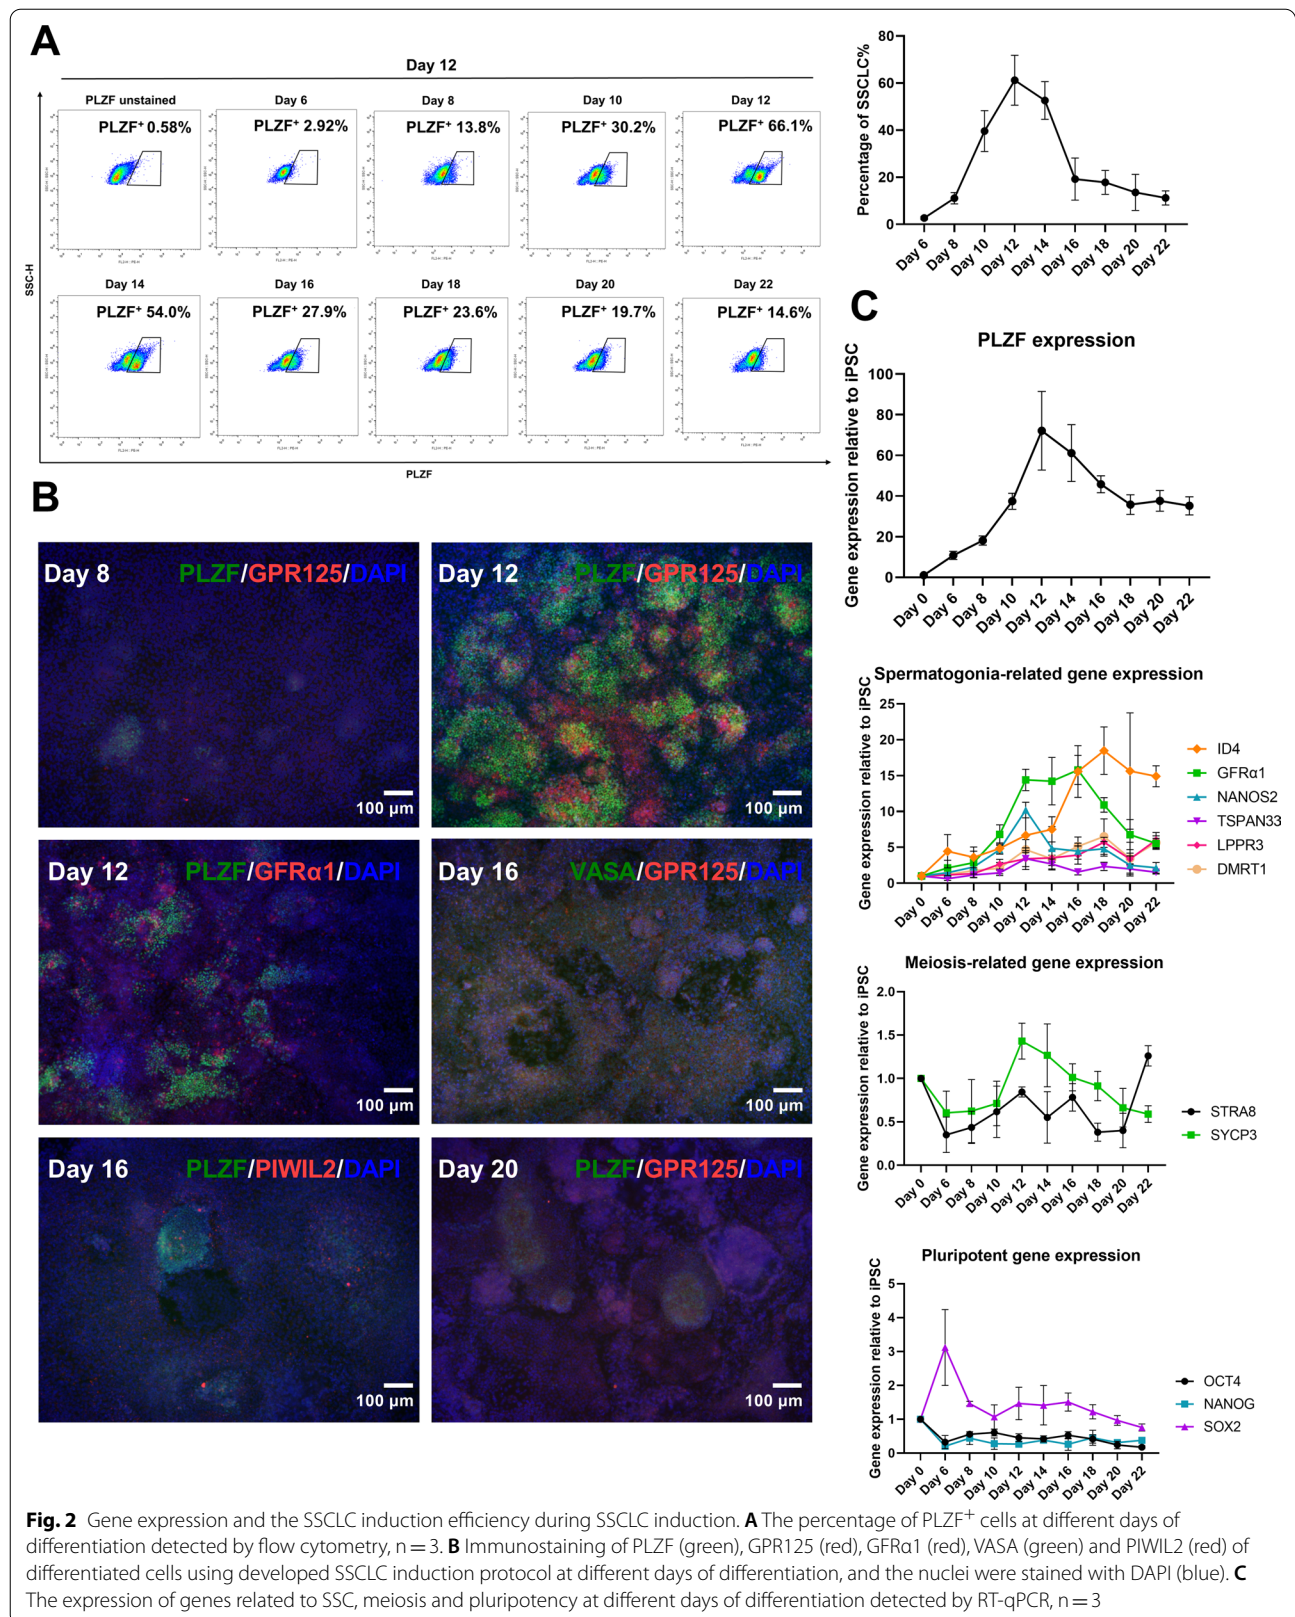 A
Day 12
PLZF unstained
PLZF+ 0.58%
Day 6
PLZF+ 2.92%
Day 8
PLZF+ 13.8%
Day 10
PLZF+ 30.2%
Day 12
PLZF+ 66.1%
Day 14
PLZF+ 54.0%
Day 16
PLZF+ 27.9%
Day 18
PLZF+ 23.6%
Day 20
PLZF+ 19.7%
Day 22
PLZF+ 14.6%
SSC-H
PLZF
Percentage of SSCLC%
80
60
40
20
0
Day 6 Day 8 Day 10 Day 12 Day 14 Day 16 Day 18 Day 20 Day 22
B
Day 8 PLZF/GPR125/DAPI
100 µm
Day 12 PLZF/GPR125/DAPI
100 µm
Day 12 PLZF/GFRα1/DAPI
100 µm
Day 16 VASA/GPR125/DAPI
100 µm
Day 16 PLZF/PIWIL2/DAPI
100 µm
Day 20 PLZF/GPR125/DAPI
100 µm
C
PLZF expression
Gene expression relative to iPSC
100
80
60
40
20
0
Day 0 Day 6 Day 8 Day 10 Day 12 Day 14 Day 16 Day 18 Day 20 Day 22
Spermatogonia-related gene expression
Gene expression relative to iPSC
25
20
15
10
5
0
Day 0 Day 6 Day 8 Day 10 Day 12 Day 14 Day 16 Day 18 Day 20 Day 22
ID4
GFRα1
NANOS2
TSPAN33
LPPR3
DMRT1
Meiosis-related gene expression
Gene expression relative to iPSC
2.0
1.5
1.0
0.5
0.0
Day 0 Day 6 Day 8 Day 10 Day 12 Day 14 Day 16 Day 18 Day 20 Day 22
STRA8
SYCP3
Pluripotent gene expression
Gene expression relative to iPSC
5
4
3
2
1
0
Day 0 Day 6 Day 8 Day 10 Day 12 Day 14 Day 16 Day 18 Day 20 Day 22
OCT4
NANOG
SOX2
Fig. 2 Gene expression and the SSCLC induction efficiency during SSCLC induction. A The percentage of PLZF+ cells at different days of
differentiation detected by flow cytometry, n = 3. B Immunostaining of PLZF (green), GPR125 (red), GFRα1 (red), VASA (green) and PIWIL2 (red) of
differentiated cells using developed SSCLC induction protocol at different days of differentiation, and the nuclei were stained with DAPI (blue). C
The expression of genes related to SSC, meiosis and pluripotency at different days of differentiation detected by RT-qPCR, n = 3